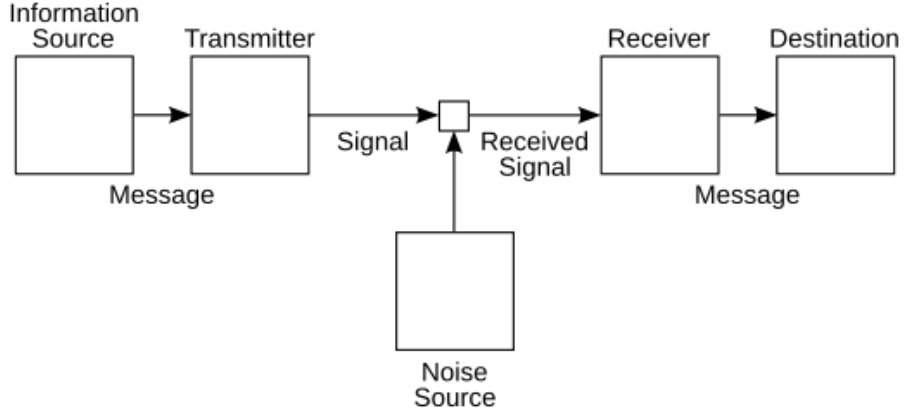 Information
Source
Transmitter
Receiver
Destination
Signal
Received
Signal
Message
Message
Noise
Source